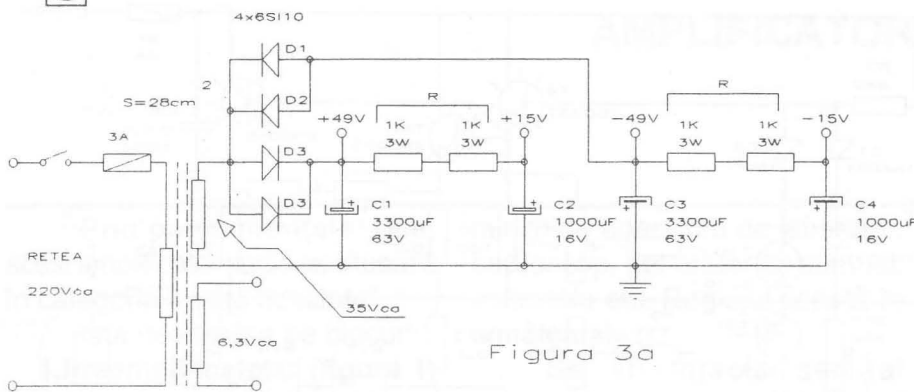 4x6SI10
D1
2
S=28cm
D2
3A
D3
D3
RETEA
220Vca
35Vca
6,3Vca
+49V
R
1K
3W
1K
3W
+15V
C1
3300uF
63V
C2
1000uF
16V
-49V
R
1K
3W
1K
3W
-15V
C3
3300uF
63V
C4
1000uF
16V
Figura 3a